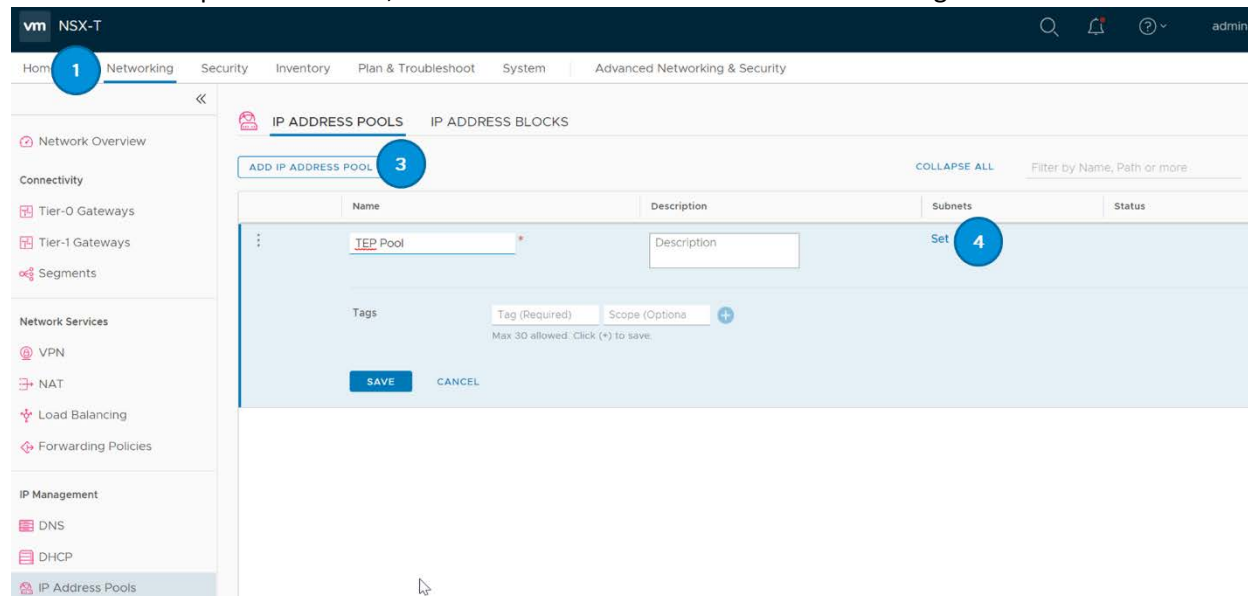 vm NSX-T
admin
Hom 1 Networking Security Inventory Plan & Troubleshoot System Advanced Networking & Security
«
IP ADDRESS POOLS IP ADDRESS BLOCKS
Network Overview
ADD IP ADDRESS POOL 3 COLLAPSE ALL Filter by Name, Path or more
Connectivity
Name Description Subnets Status
Tier-0 Gateways
TEP Pool * Description Set 4
Tier-1 Gateways
Segments
Tags Tag (Required) Scope (Optiona
Max 30 allowed. Click (+) to save.
Network Services
VPN
SAVE CANCEL
NAT
Load Balancing
Forwarding Policies
IP Management
DNS
DHCP
IP Address Pools